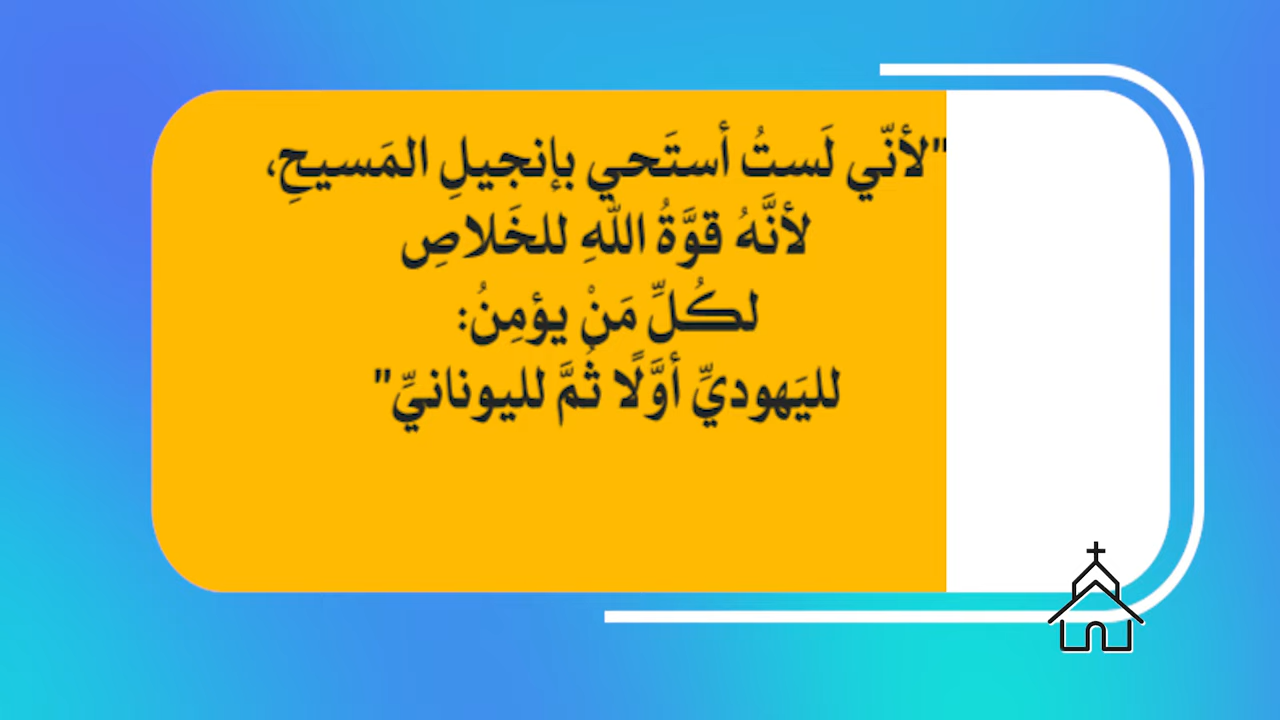 "لأنّي لَستُ أستَحي بإنجيلِ المَسيحِ،
لأنَّهُ قوَّةُ اللهِ للخَلاصِ
لكُلِّ مَنْ يؤمِنُ:
لليَهوديِّ أوَّلًا ثُمَّ لليونانيِّ"